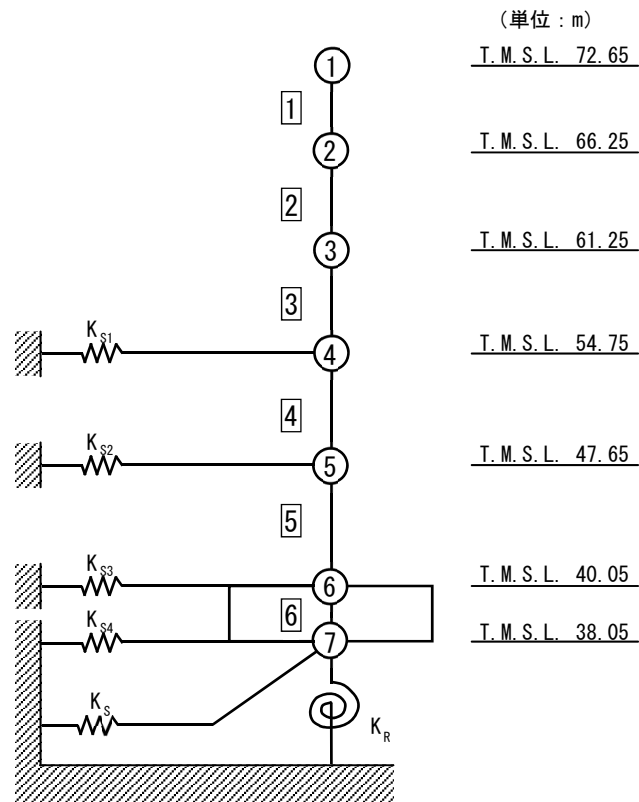 (単位：m)
① T.M.S.L. 72.65
1
② T.M.S.L. 66.25
2
③ T.M.S.L. 61.25
3
K_S1 ④ T.M.S.L. 54.75
4
K_S2 ⑤ T.M.S.L. 47.65
5
K_S3 ⑥ T.M.S.L. 40.05
6
K_S4 ⑦ T.M.S.L. 38.05
K_S
K_R